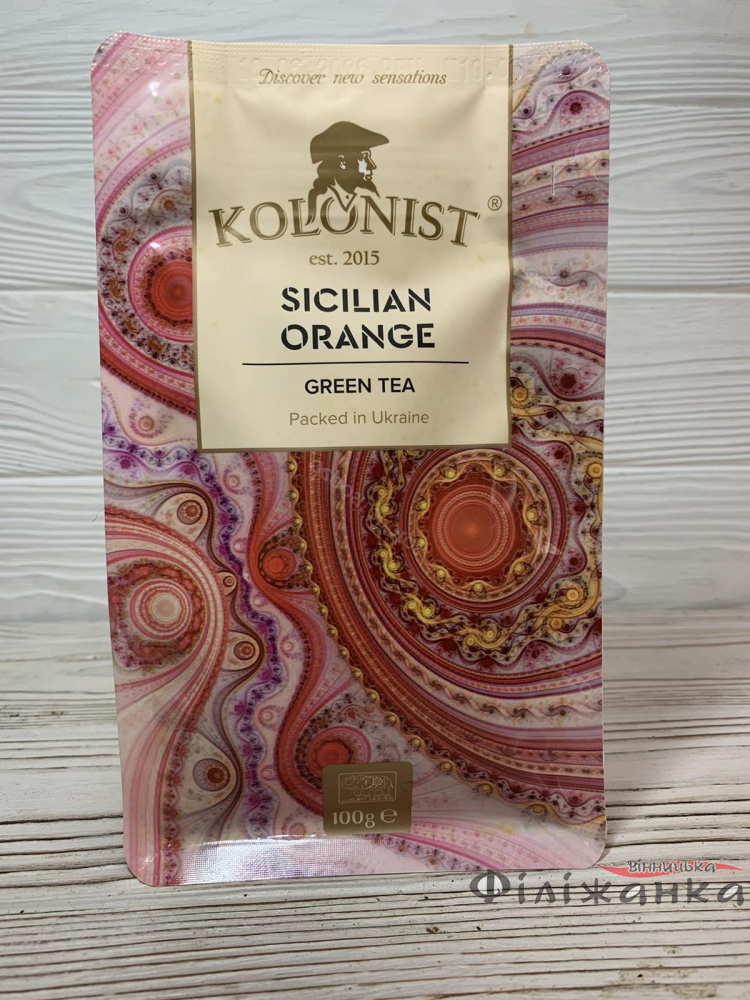 Discover new sensations
KOLONIST®
est. 2015
SICILIAN
ORANGE
GREEN TEA
Packed in Ukraine
100g e
Вінницька
Філіжанка